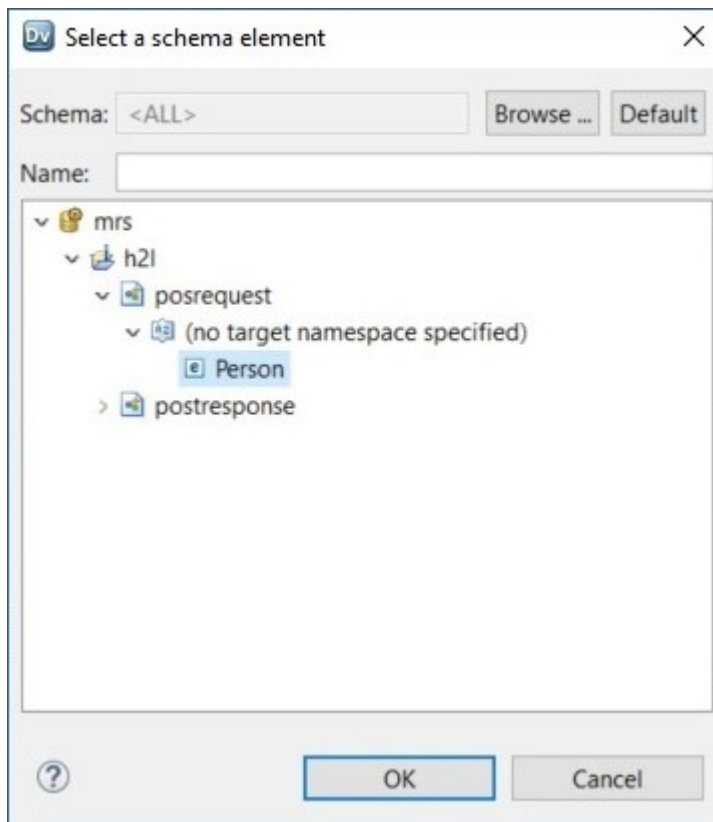 Dv Select a schema element
Schema: <ALL> Browse ... Default
Name:
mrs
h2l
posrequest
(no target namespace specified)
e Person
postresponse
? OK Cancel